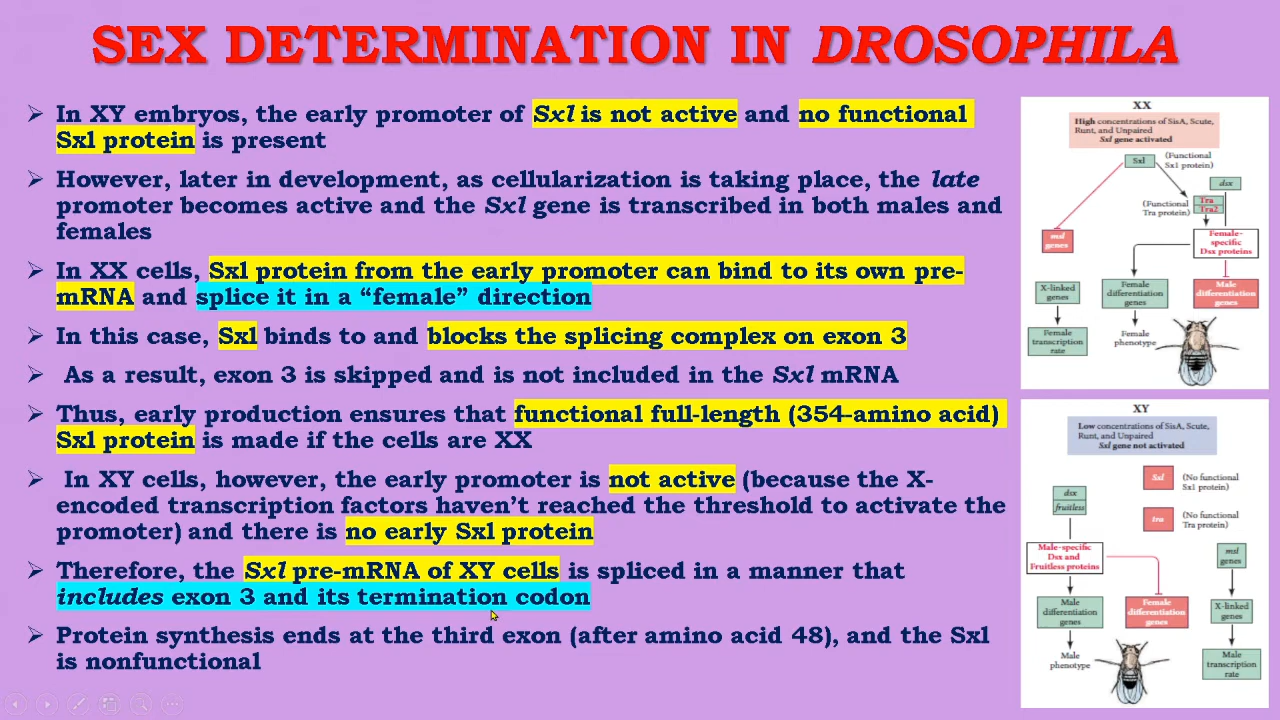 SEX DETERMINATION IN DROSOPHILA
➢ In XY embryos, the early promoter of Sxl is not active and no functional
Sxl protein is present
➢ However, later in development, as cellularization is taking place, the late
promoter becomes active and the Sxl gene is transcribed in both males and
females
➢ In XX cells, Sxl protein from the early promoter can bind to its own pre-
mRNA and splice it in a “female” direction
➢ In this case, Sxl binds to and blocks the splicing complex on exon 3
➢ As a result, exon 3 is skipped and is not included in the Sxl mRNA
➢ Thus, early production ensures that functional full-length (354-amino acid)
Sxl protein is made if the cells are XX
➢ In XY cells, however, the early promoter is not active (because the X-
encoded transcription factors haven’t reached the threshold to activate the
promoter) and there is no early Sxl protein
➢ Therefore, the Sxl pre-mRNA of XY cells is spliced in a manner that
includes exon 3 and its termination codon
➢ Protein synthesis ends at the third exon (after amino acid 48), and the Sxl
is nonfunctional
XX
High concentrations of SisA, Scute,
Runt, and Unpaired
Sxl gene activated
Sxl
(Functional
Sx1 protein)
dsx
(Functional
Tra protein)
Tra
Tra2
msl
genes
Female-
specific
Dsx proteins
X-linked
genes
Female
differentiation
genes
Male
differentiation
genes
Female
transcription
rate
Female
phenotype
XY
Low concentrations of SisA, Scute,
Runt, and Unpaired
Sxl gene not activated
Sxl
(No functional
Sx1 protein)
dsx
fruitless
tra
(No functional
Tra protein)
Male-specific
Dsx and
Fruitless proteins
msl
genes
Male
differentiation
genes
Female
differentiation
genes
X-linked
genes
Male
phenotype
Male
transcription
rate